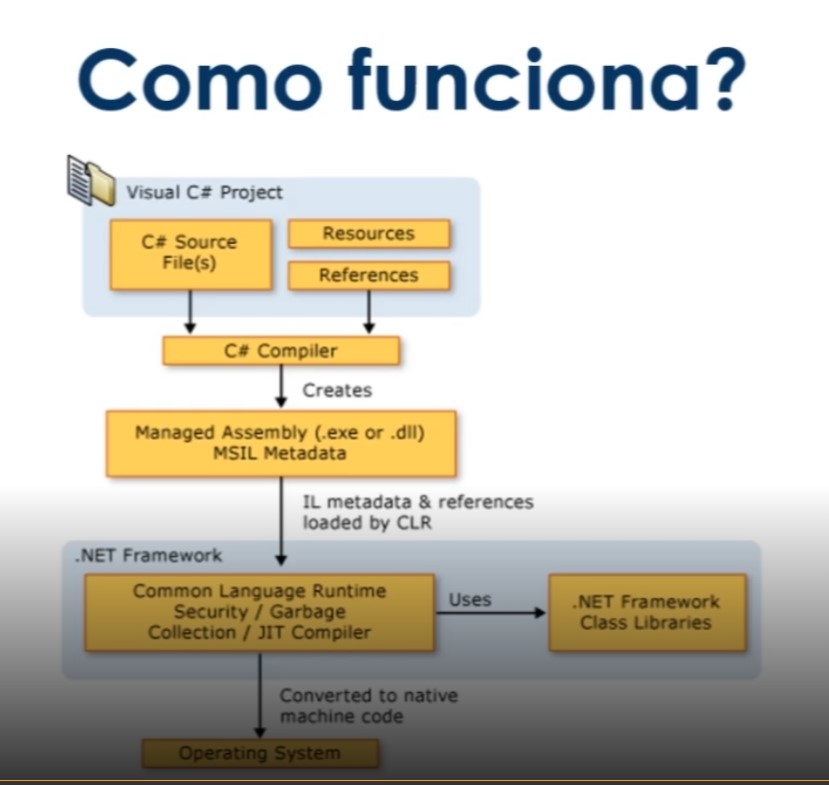 Como funciona?
Visual C# Project
C# Source
File(s)
Resources
References
C# Compiler
Creates
Managed Assembly (.exe or .dll)
MSIL Metadata
IL metadata & references
loaded by CLR
.NET Framework
Common Language Runtime
Security / Garbage
Collection / JIT Compiler
Uses
.NET Framework
Class Libraries
Converted to native
machine code
Operating System